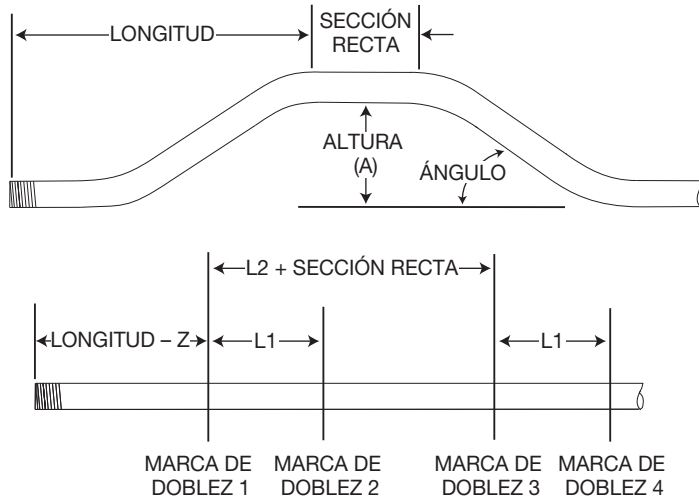 SECCIÓN
RECTA
LONGITUD
ALTURA
(A)
ÁNGULO
L2 + SECCIÓN RECTA
LONGITUD – Z
L1
L1
MARCA DE
DOBLEZ 1
MARCA DE
DOBLEZ 2
MARCA DE
DOBLEZ 3
MARCA DE
DOBLEZ 4